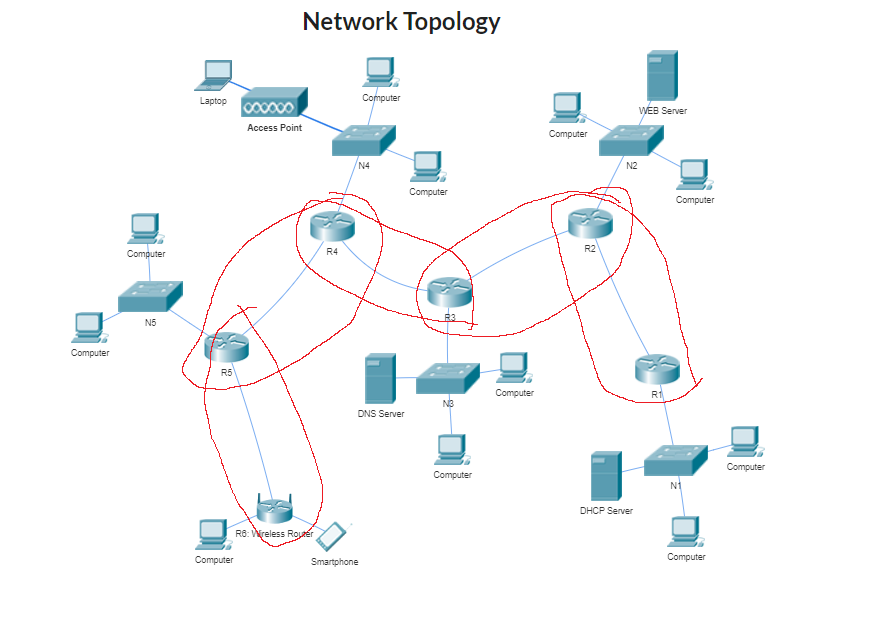 Network Topology
Laptop
Access Point
Computer
N4
Computer
WEB Server
Computer
N2
Computer
R4
R2
Computer
N5
Computer
R3
R5
R1
DNS Server
N3
Computer
Computer
N1
Computer
DHCP Server
Computer
R6: Wireless Router
Computer
Smartphone